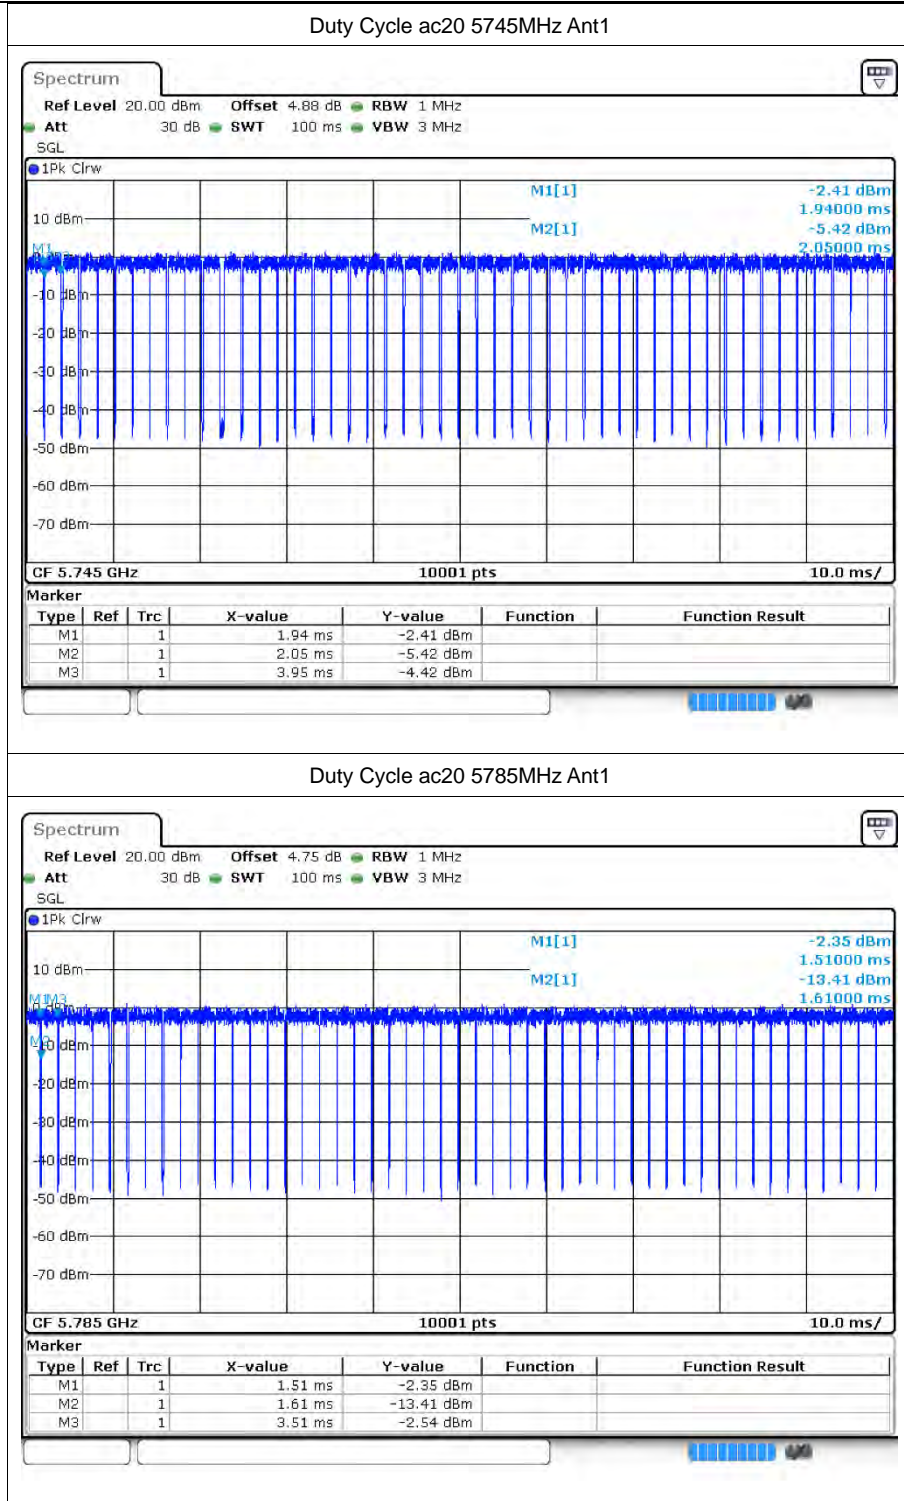 Duty Cycle ac20 5745MHz Ant1
Spectrum
Ref Level 20.00 dBm Offset 4.88 dB RBW 1 MHz
Att 30 dB SWT 100 ms VBW 3 MHz
SGL
1Pk Clrw
M1[1] -2.41 dBm
1.94000 ms
10 dBm
M2[1] -5.42 dBm
2.05000 ms
M1
-10 dBm
-20 dBm
-30 dBm
-40 dBm
-50 dBm
-60 dBm
-70 dBm
CF 5.745 GHz 10001 pts 10.0 ms/
Marker
Type Ref Trc X-value Y-value Function Function Result
M1 1 1.94 ms -2.41 dBm
M2 1 2.05 ms -5.42 dBm
M3 1 3.95 ms -4.42 dBm
Duty Cycle ac20 5785MHz Ant1
Spectrum
Ref Level 20.00 dBm Offset 4.75 dB RBW 1 MHz
Att 30 dB SWT 100 ms VBW 3 MHz
SGL
1Pk Clrw
M1[1] -2.35 dBm
1.51000 ms
10 dBm
M2[1] -13.41 dBm
1.61000 ms
M1 M3
0 dBm
M2
-10 dBm
-20 dBm
-30 dBm
-40 dBm
-50 dBm
-60 dBm
-70 dBm
CF 5.785 GHz 10001 pts 10.0 ms/
Marker
Type Ref Trc X-value Y-value Function Function Result
M1 1 1.51 ms -2.35 dBm
M2 1 1.61 ms -13.41 dBm
M3 1 3.51 ms -2.54 dBm